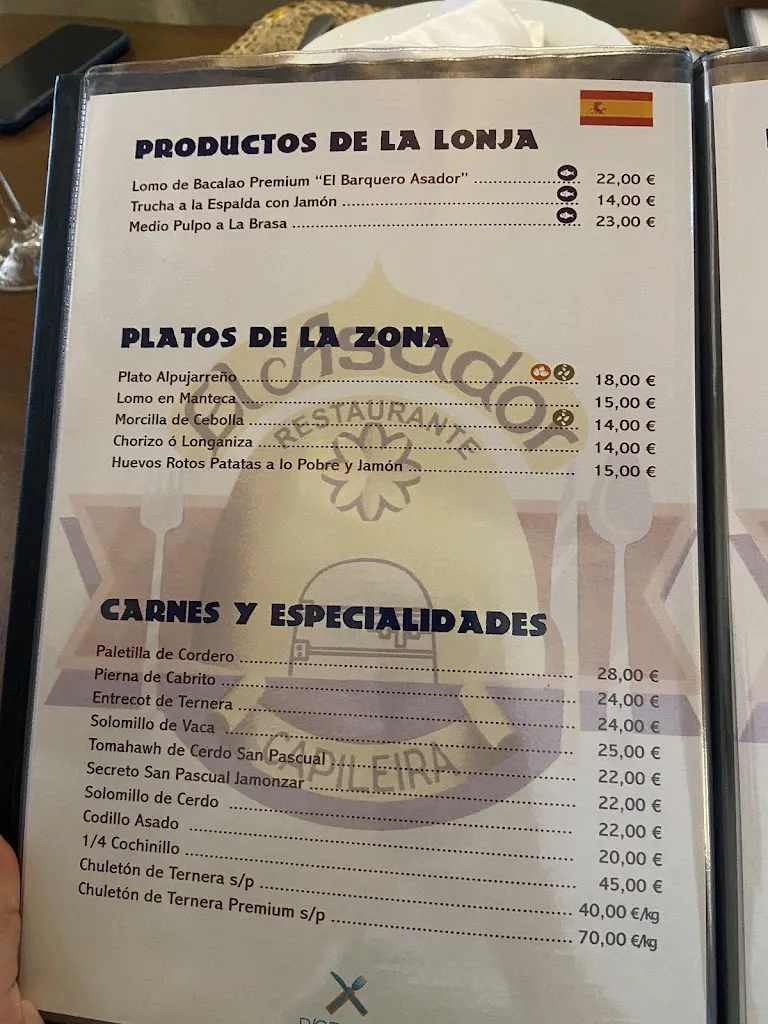 PRODUCTOS DE LA LONJA
Lomo de Bacalao Premium “El Barquero Asador” 22,00 €
Trucha a la Espalda con Jamón 14,00 €
Medio Pulpo a La Brasa 23,00 €
PLATOS DE LA ZONA
Plato Alpujarreño 18,00 €
Lomo en Manteca 15,00 €
Morcilla de Cebolla 14,00 €
Chorizo ó Longaniza 14,00 €
Huevos Rotos Patatas a lo Pobre y Jamón 15,00 €
El Asador
RESTAURANTE
CARNES Y ESPECIALIDADES
Paletilla de Cordero 28,00 €
Pierna de Cabrito 24,00 €
Entrecot de Ternera 24,00 €
Solomillo de Vaca 25,00 €
Tomahawh de Cerdo San Pascual 22,00 €
Secreto San Pascual Jamonzar 22,00 €
Solomillo de Cerdo 22,00 €
Codillo Asado 20,00 €
1/4 Cochinillo 45,00 €
Chuletón de Ternera s/p 40,00 €/kg
Chuletón de Ternera Premium s/p 70,00 €/kg
CAPILEIRA